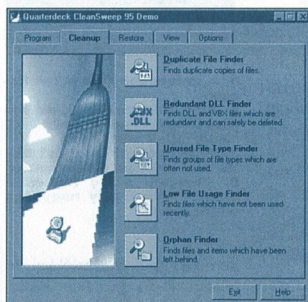 Quarterdeck CleanSweep 95 Demo
Program Cleanup Restore View Options
Duplicate File Finder
Finds duplicate copies of files.
Redundant DLL Finder
Finds DLL and VBX files which are
redundant and can safely be deleted.
Unused File Type Finder
Finds groups of file types which are
often not used.
Low File Usage Finder
Finds files which have not been used
recently.
Orphan Finder
Finds files and items which have been
left behind.
Exit Help